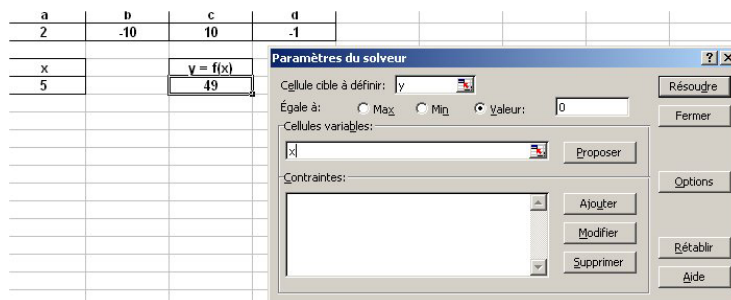 a b c d
2 -10 10 -1
x y = f(x)
5 49
Paramètres du solveur
Cellule cible à définir: y
Égale à: Max Min Valeur: 0
Cellules variables:
x
Proposer
Contraintes:
Ajouter
Modifier
Supprimer
Résoudre
Fermer
Options
Rétablir
Aide